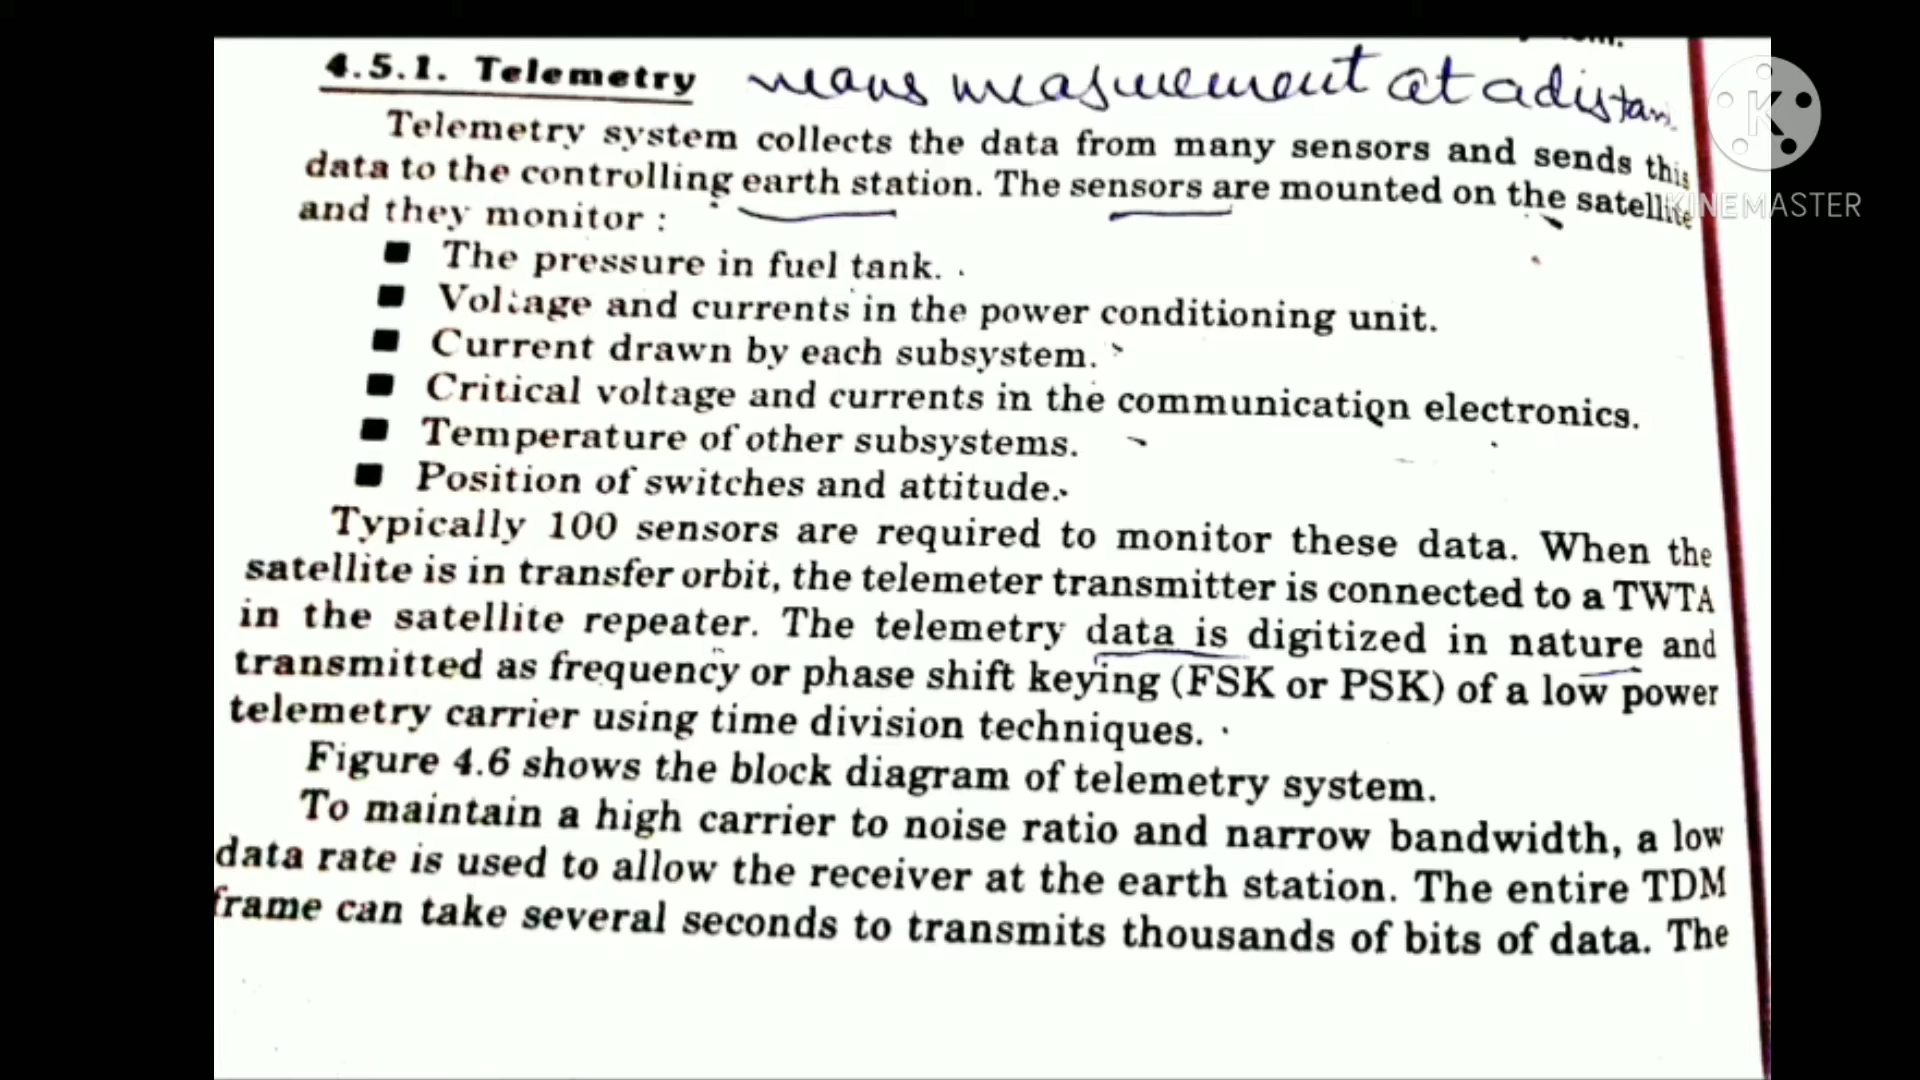 4.5.1. Telemetry means measurement at a distan
Telemetry system collects the data from many sensors and sends this
data to the controlling earth station. The sensors are mounted on the satellite
and they monitor :
■ The pressure in fuel tank.
■ Voltage and currents in the power conditioning unit.
■ Current drawn by each subsystem.
■ Critical voltage and currents in the communication electronics.
■ Temperature of other subsystems.
■ Position of switches and attitude.
Typically 100 sensors are required to monitor these data. When the
satellite is in transfer orbit, the telemeter transmitter is connected to a TWTA
in the satellite repeater. The telemetry data is digitized in nature and
transmitted as frequency or phase shift keying (FSK or PSK) of a low power
telemetry carrier using time division techniques.
Figure 4.6 shows the block diagram of telemetry system.
To maintain a high carrier to noise ratio and narrow bandwidth, a low
data rate is used to allow the receiver at the earth station. The entire TDM
frame can take several seconds to transmits thousands of bits of data. The
K
KINEMASTER